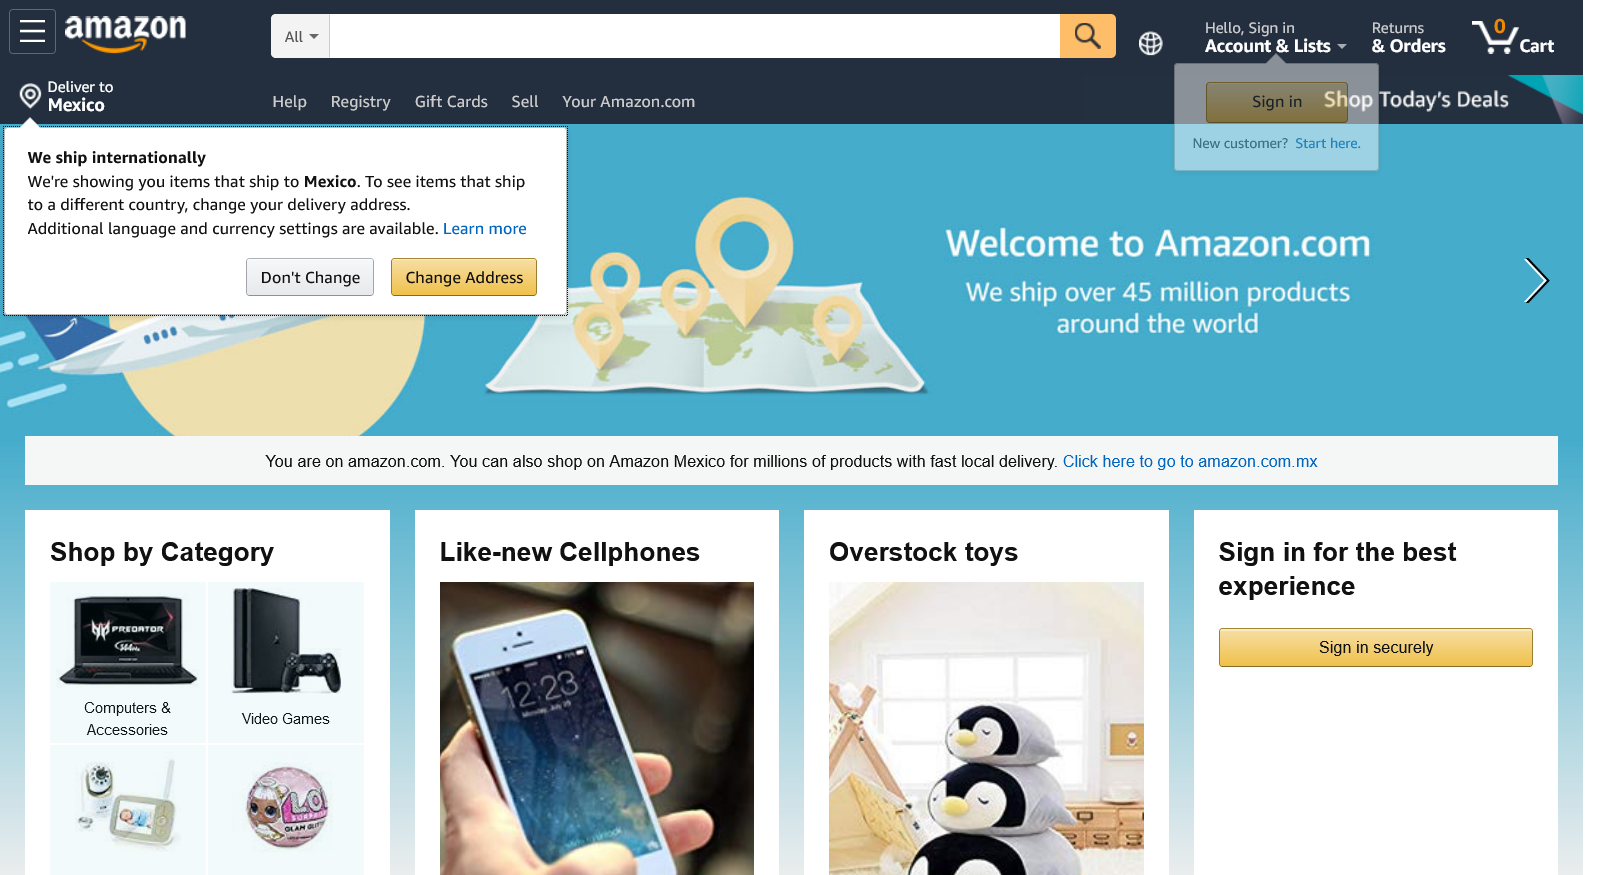 amazon
All
Hello, Sign in
Account & Lists
Returns
& Orders
0
Cart
Deliver to
Mexico
Help
Registry
Gift Cards
Sell
Your Amazon.com
Sign in
Shop Today's Deals
New customer? Start here.
We ship internationally
We're showing you items that ship to Mexico. To see items that ship
to a different country, change your delivery address.
Additional language and currency settings are available. Learn more
Don't Change
Change Address
Welcome to Amazon.com
We ship over 45 million products
around the world
You are on amazon.com. You can also shop on Amazon Mexico for millions of products with fast local delivery. Click here to go to amazon.com.mx
Shop by Category
PREDATOR
Computers &
Accessories
Video Games
L.O.L
SURPRISE
GLAM GLITTER
Like-new Cellphones
12:23
Overstock toys
Sign in for the best
experience
Sign in securely